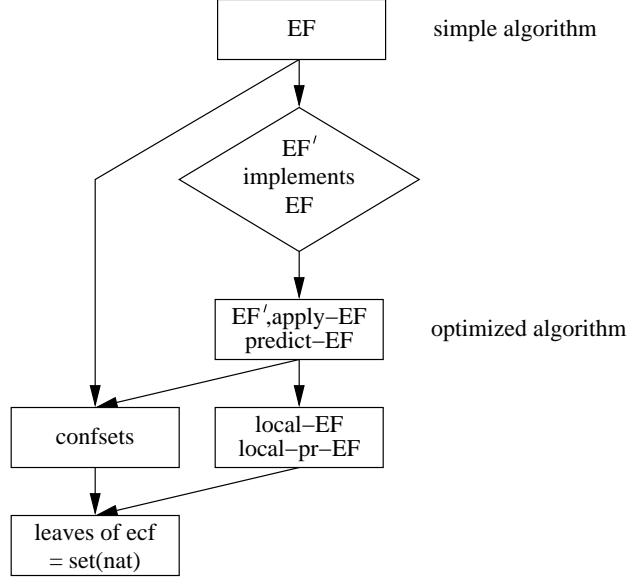 EF
simple algorithm
EF′
implements
EF
EF′,apply−EF
predict−EF
optimized algorithm
confsets
local−EF
local−pr−EF
leaves of ecf
= set(nat)